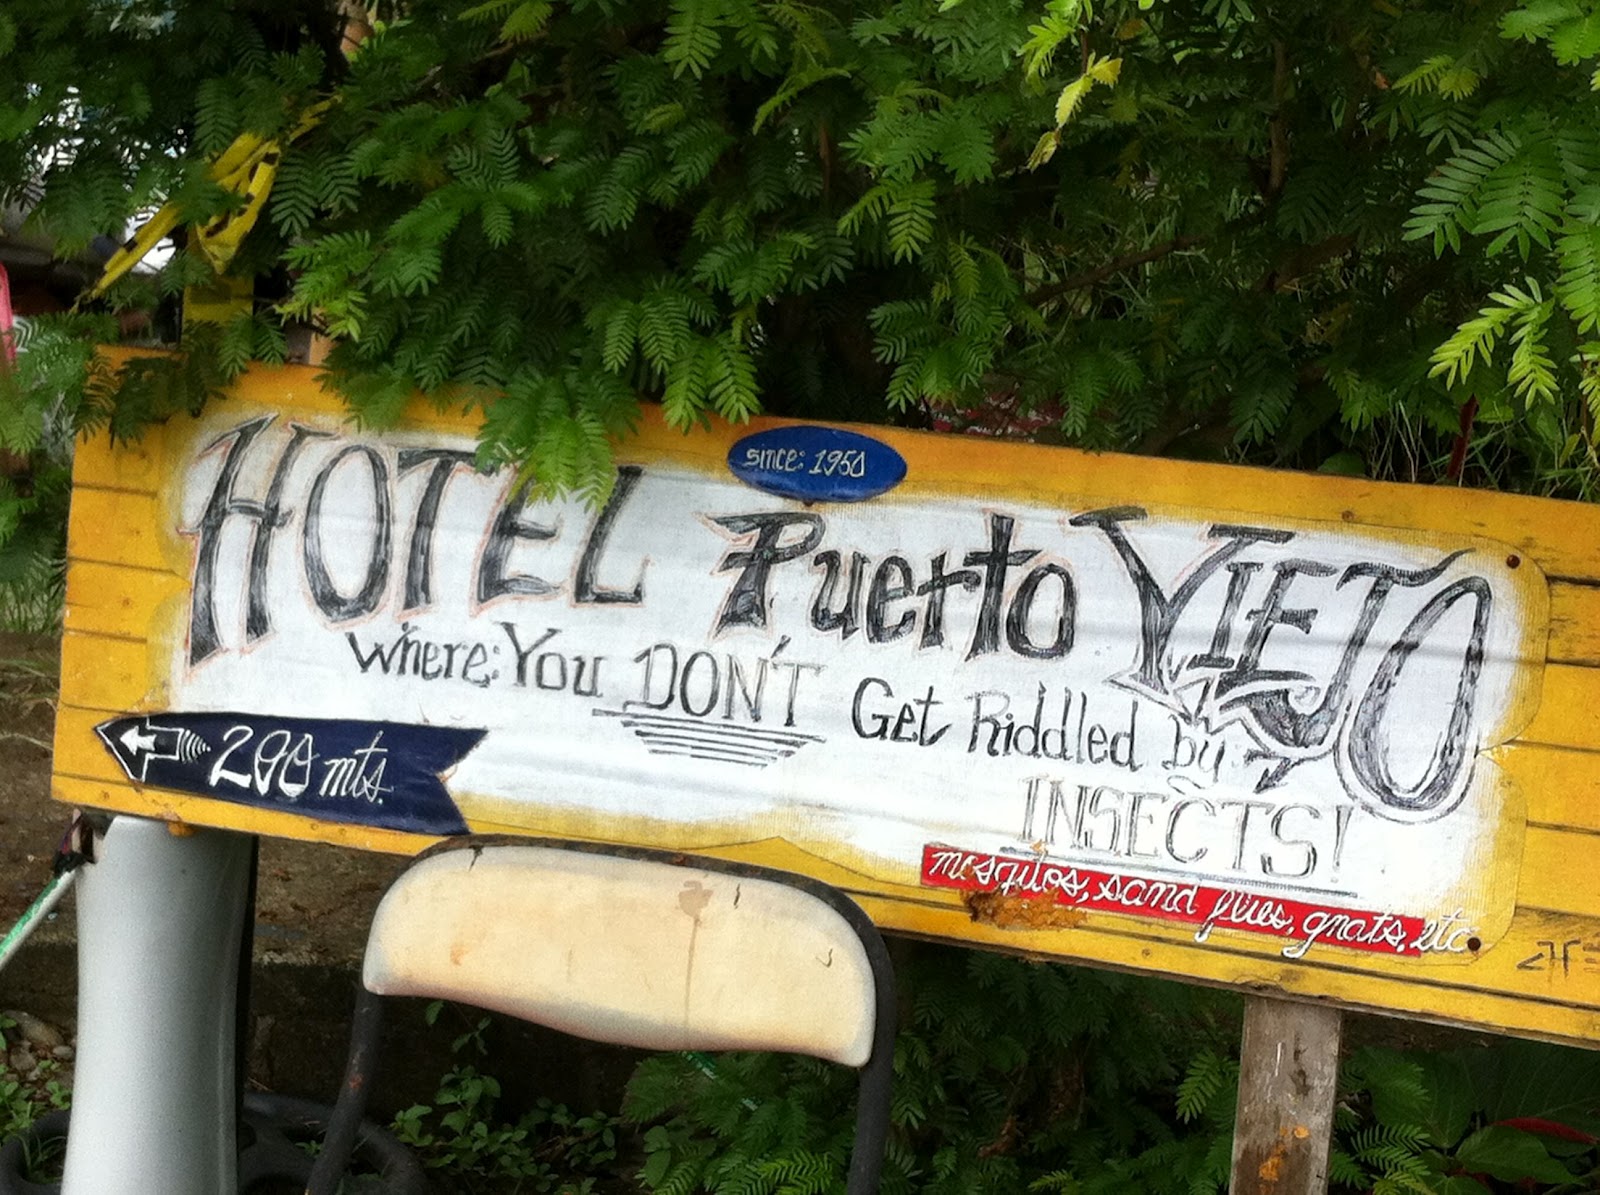 since: 1950
HOTEL Puerto VIEJO
Where: You DON'T Get Riddled by
INSECTS!
200 mts.
mosquitos, sand flies, gnats, etc